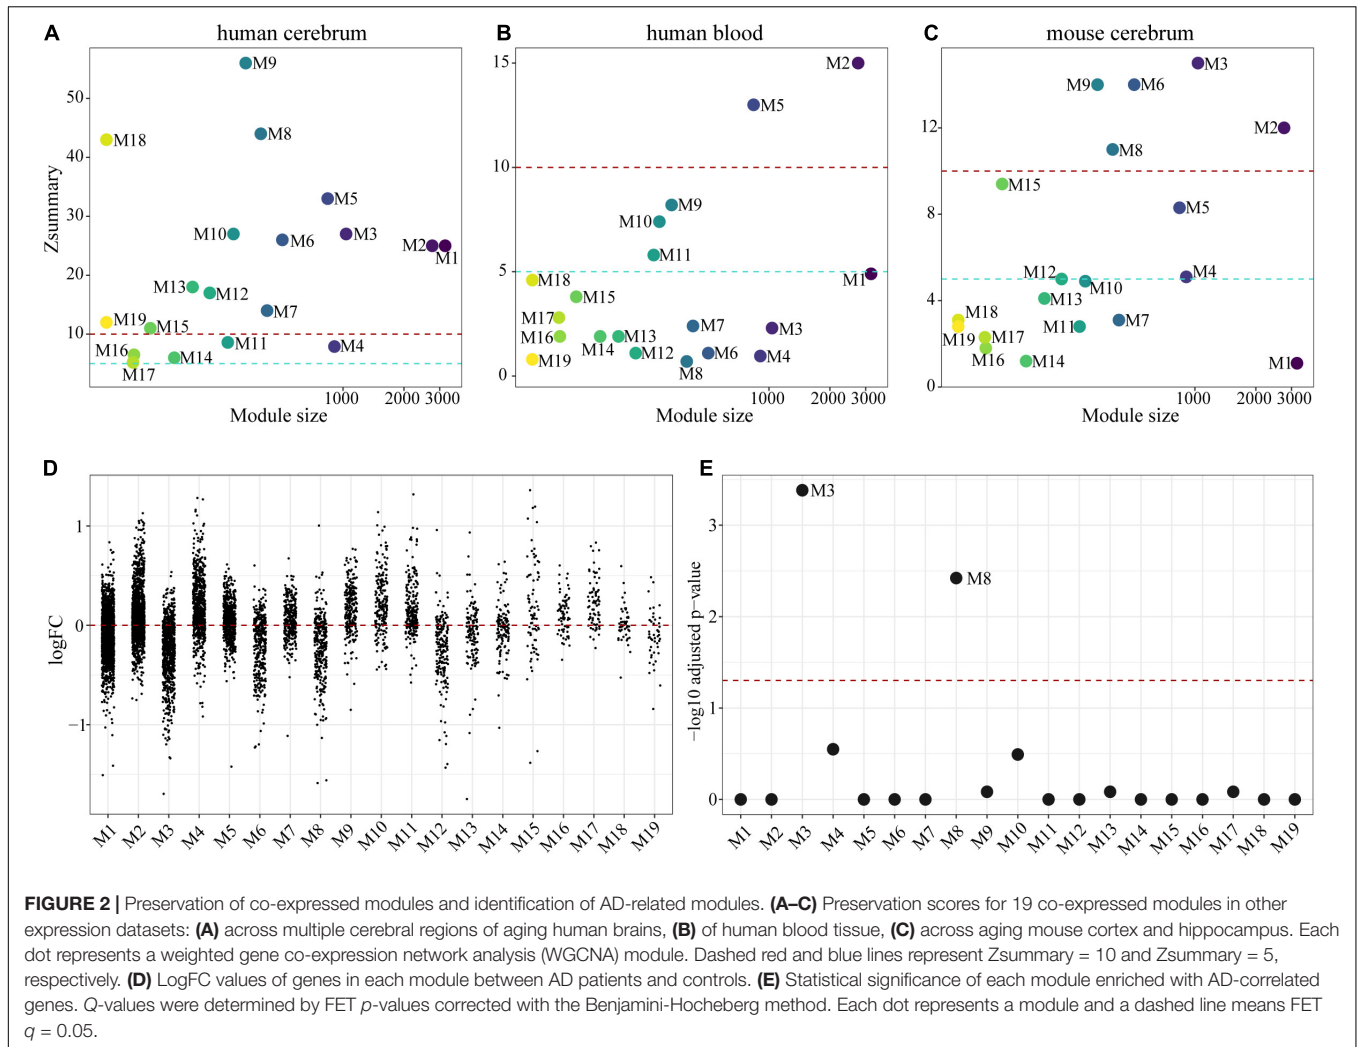 A human cerebrum
Zsummary
50
40
30
20
10
M9
M18
M8
M5
M10
M6
M3
M2
M1
M13
M12
M7
M19
M15
M11
M4
M16
M14
M17
1000 2000 3000
Module size
B human blood
15
10
5
0
M2
M5
M9
M10
M11
M1
M18
M15
M17
M7
M3
M16
M14
M13
M12
M6
M4
M19
M8
1000 2000 3000
Module size
C mouse cerebrum
12
8
4
0
M3
M9
M6
M2
M8
M15
M5
M4
M12
M10
M13
M18
M11
M7
M19
M17
M16
M14
M1
1000 2000 3000
Module size
D
logFC
1
0
−1
M1 M2 M3 M4 M5 M6 M7 M8 M9 M10 M11 M12 M13 M14 M15 M16 M17 M18 M19
E
−log10 adjusted p−value
3
2
1
0
M3
M8
M1 M2 M3 M4 M5 M6 M7 M8 M9 M10 M11 M12 M13 M14 M15 M16 M17 M18 M19
FIGURE 2 | Preservation of co-expressed modules and identification of AD-related modules. (A–C) Preservation scores for 19 co-expressed modules in other
expression datasets: (A) across multiple cerebral regions of aging human brains, (B) of human blood tissue, (C) across aging mouse cortex and hippocampus. Each
dot represents a weighted gene co-expression network analysis (WGCNA) module. Dashed red and blue lines represent Zsummary = 10 and Zsummary = 5,
respectively. (D) LogFC values of genes in each module between AD patients and controls. (E) Statistical significance of each module enriched with AD-correlated
genes. Q-values were determined by FET p-values corrected with the Benjamini-Hocheberg method. Each dot represents a module and a dashed line means FET
q = 0.05.